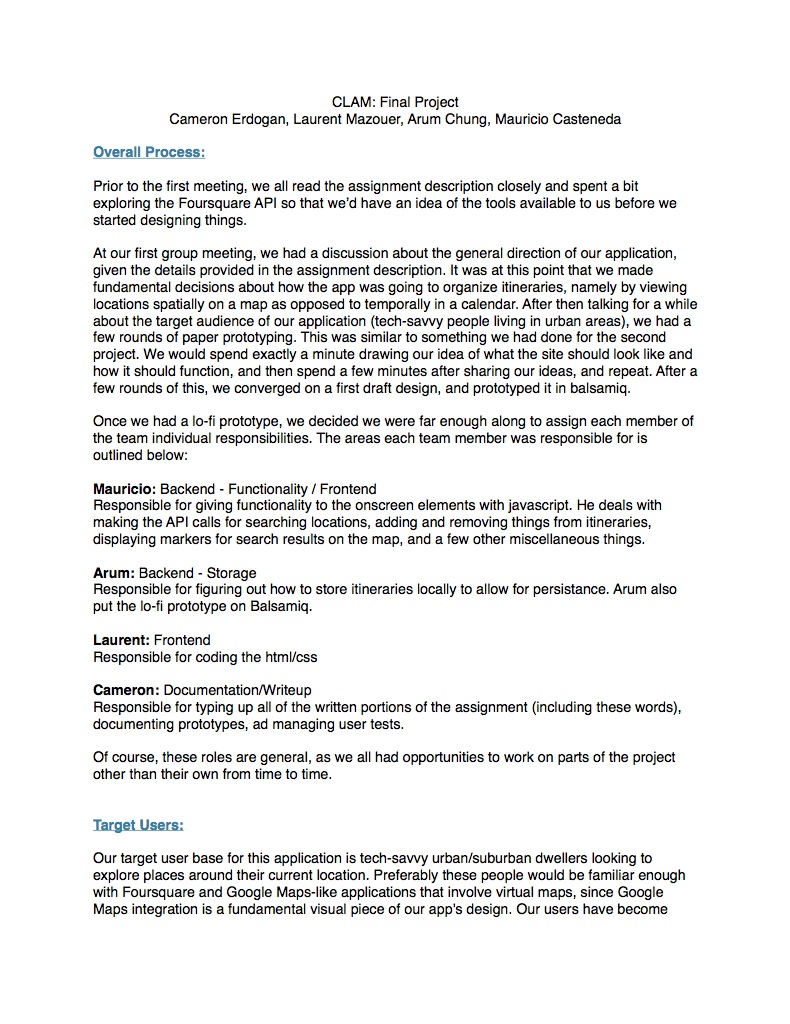 CLAM: Final Project
Cameron Erdogan, Laurent Mazouer, Arum Chung, Mauricio Casteneda
Overall Process:
Prior to the first meeting, we all read the assignment description closely and spent a bit
exploring the Foursquare API so that we'd have an idea of the tools available to us before we
started designing things.
At our first group meeting, we had a discussion about the general direction of our application,
given the details provided in the assignment description. It was at this point that we made
fundamental decisions about how the app was going to organize itineraries, namely by viewing
locations spatially on a map as opposed to temporally in a calendar. After then talking for a while
about the target audience of our application (tech-savvy people living in urban areas), we had a
few rounds of paper prototyping. This was similar to something we had done for the second
project. We would spend exactly a minute drawing our idea of what the site should look like and
how it should function, and then spend a few minutes after sharing our ideas, and repeat. After a
few rounds of this, we converged on a first draft design, and prototyped it in balsamiq.
Once we had a lo-fi prototype, we decided we were far enough along to assign each member of
the team individual responsibilities. The areas each team member was responsible for is
outlined below:
Mauricio: Backend - Functionality / Frontend
Responsible for giving functionality to the onscreen elements with javascript. He deals with
making the API calls for searching locations, adding and removing things from itineraries,
displaying markers for search results on the map, and a few other miscellaneous things.
Arum: Backend - Storage
Responsible for figuring out how to store itineraries locally to allow for persistance. Arum also
put the lo-fi prototype on Balsamiq.
Laurent: Frontend
Responsible for coding the html/css
Cameron: Documentation/Writeup
Responsible for typing up all of the written portions of the assignment (including these words),
documenting prototypes, ad managing user tests.
Of course, these roles are general, as we all had opportunities to work on parts of the project
other than their own from time to time.
Target Users:
Our target user base for this application is tech-savvy urban/suburban dwellers looking to
explore places around their current location. Preferably these people would be familiar enough
with Foursquare and Google Maps-like applications that involve virtual maps, since Google
Maps integration is a fundamental visual piece of our app's design. Our users have become